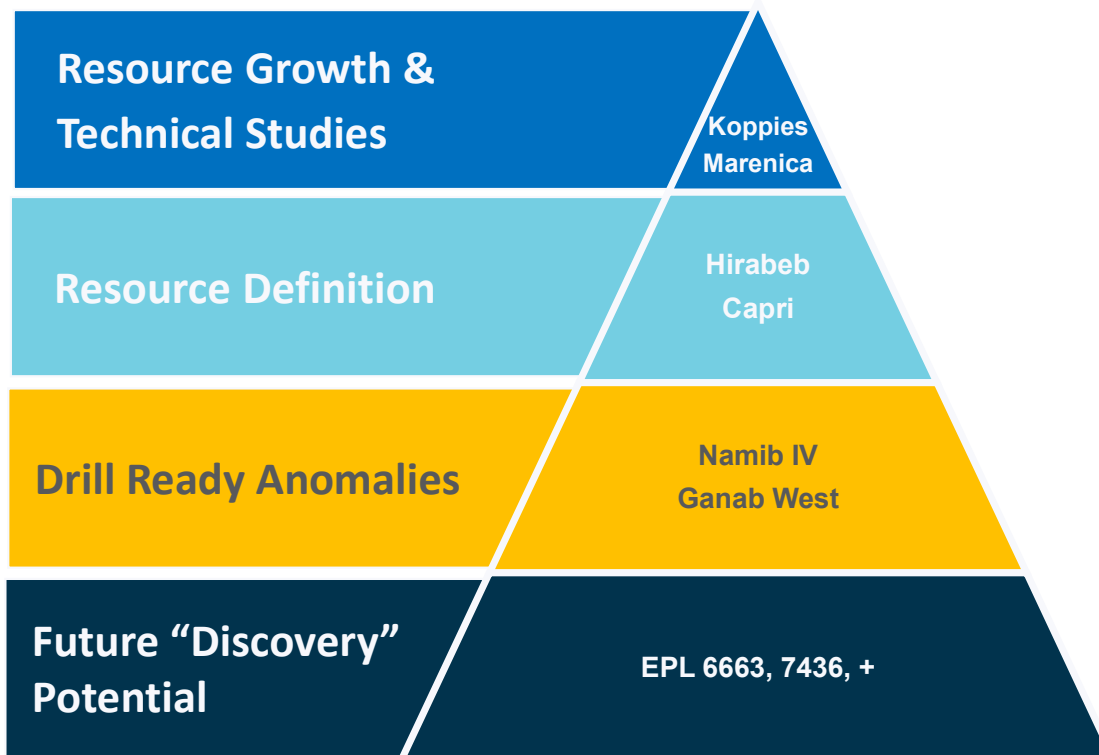 Resource Growth &
Technical Studies
Koppies
Marenica
Resource Definition
Hirabeb
Capri
Drill Ready Anomalies
Namib IV
Ganab West
Future “Discovery”
Potential
EPL 6663, 7436, +